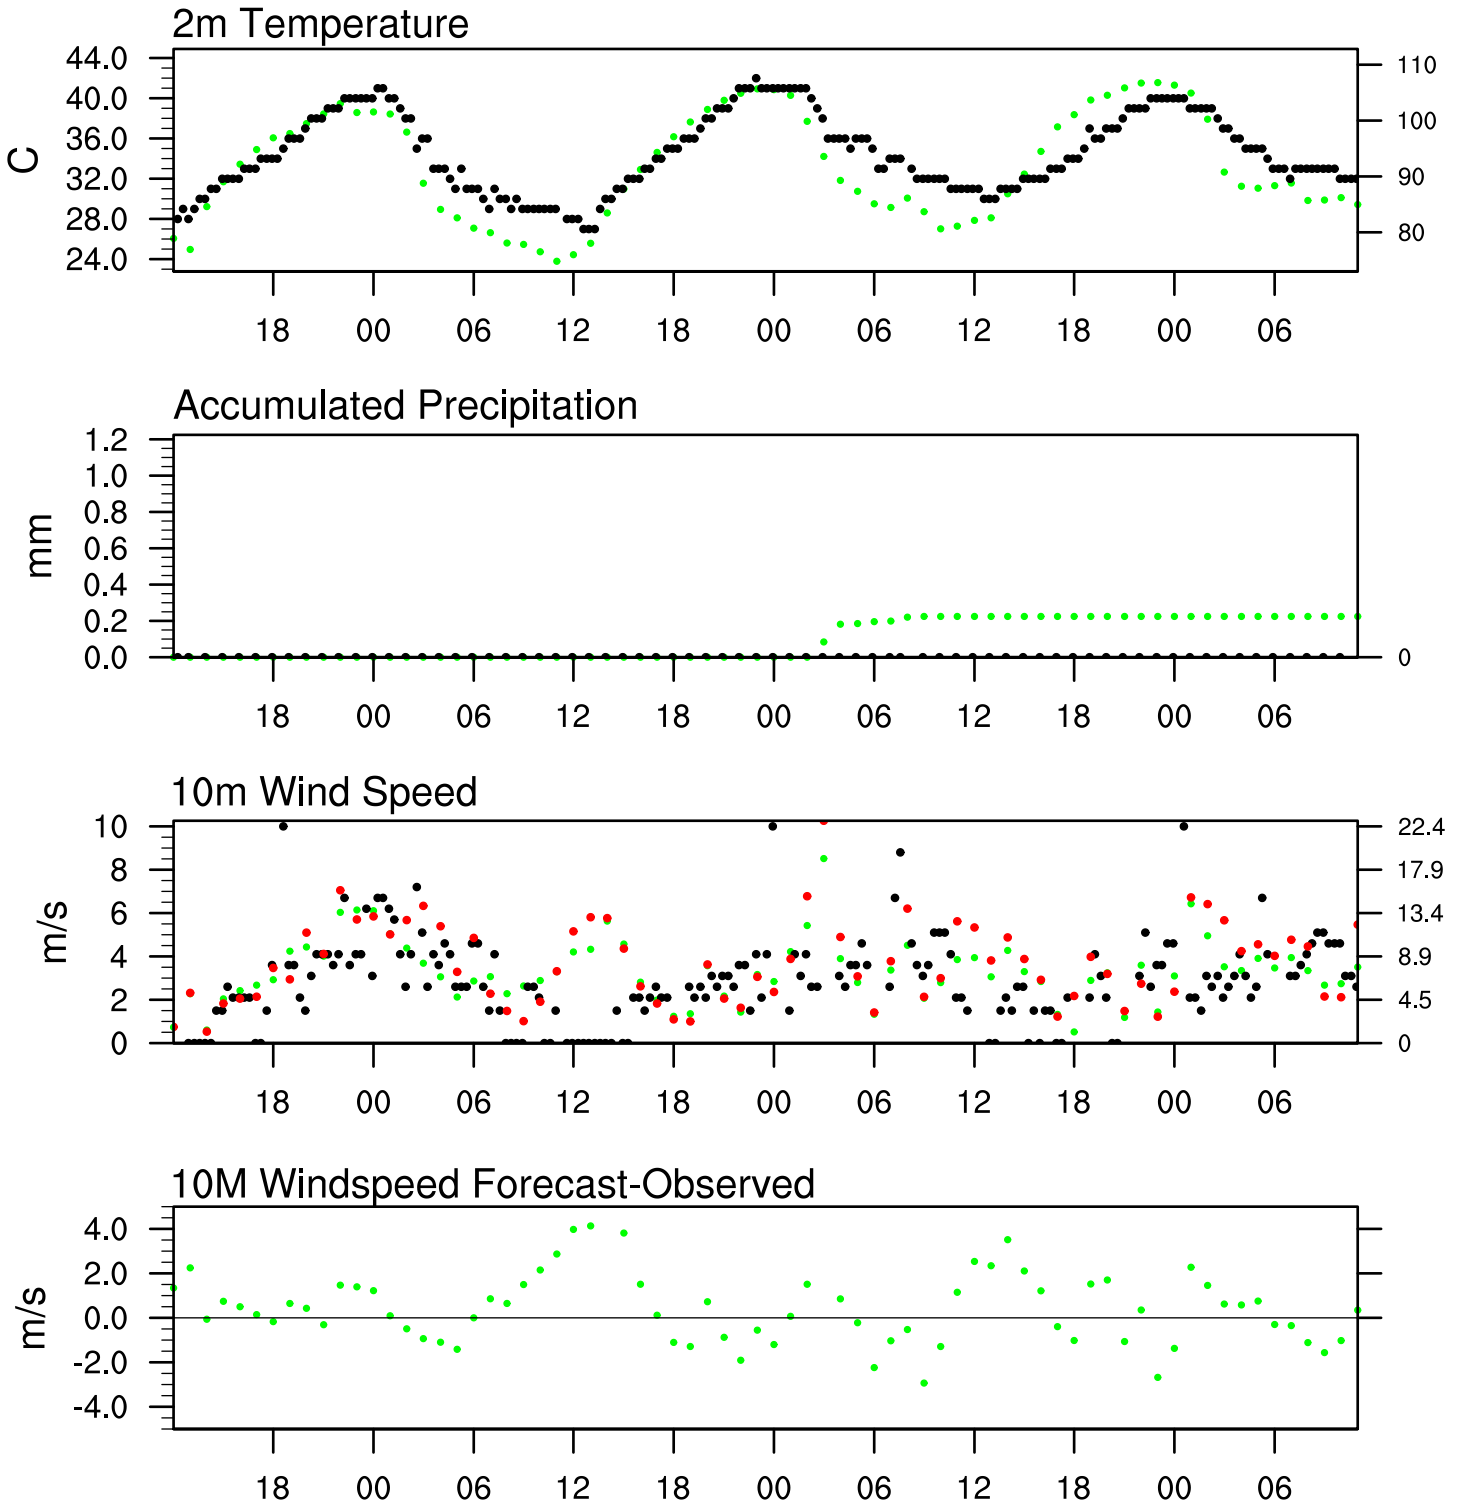 2m Temperature
44.0
40.0
36.0
32.0
28.0
24.0
C
110
100
90
80
18 00 06 12 18 00 06 12 18 00 06
Accumulated Precipitation
1.2
1.0
0.8
0.6
0.4
0.2
0.0
mm
0
18 00 06 12 18 00 06 12 18 00 06
10m Wind Speed
10
8
6
4
2
0
m/s
22.4
17.9
13.4
8.9
4.5
0
18 00 06 12 18 00 06 12 18 00 06
10M Windspeed Forecast-Observed
4.0
2.0
0.0
-2.0
-4.0
m/s
18 00 06 12 18 00 06 12 18 00 06